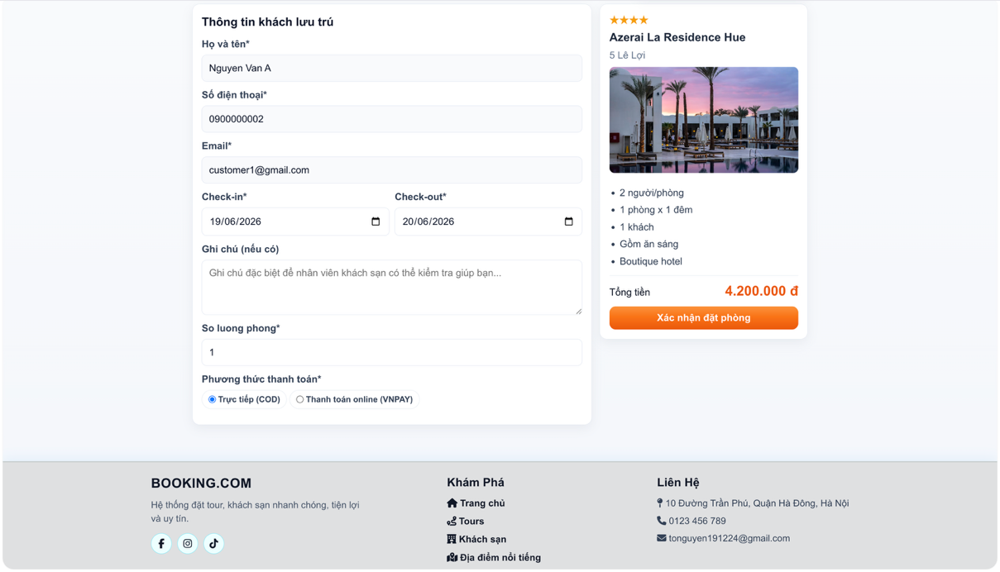 Thông tin khách lưu trú
Họ và tên*
Nguyen Van A
Số điện thoại*
0900000002
Email*
customer1@gmail.com
Check-in*
Check-out*
19/06/2026
20/06/2026
Ghi chú (nếu có)
Ghi chú đặc biệt để nhân viên khách sạn có thể kiểm tra giúp bạn...
So luong phong*
1
Phương thức thanh toán*
Trực tiếp (COD)
Thanh toán online (VNPAY)
Azerai La Residence Hue
5 Lê Lợi
2 người/phòng
1 phòng x 1 đêm
1 khách
Gồm ăn sáng
Boutique hotel
Tổng tiền
4.200.000 đ
Xác nhận đặt phòng
BOOKING.COM
Hệ thống đặt tour, khách sạn nhanh chóng, tiện lợi
và uy tín.
Khám Phá
Trang chủ
Tours
Khách sạn
Địa điểm nổi tiếng
Liên Hệ
10 Đường Trần Phú, Quận Hà Đông, Hà Nội
0123 456 789
tonguyen191224@gmail.com